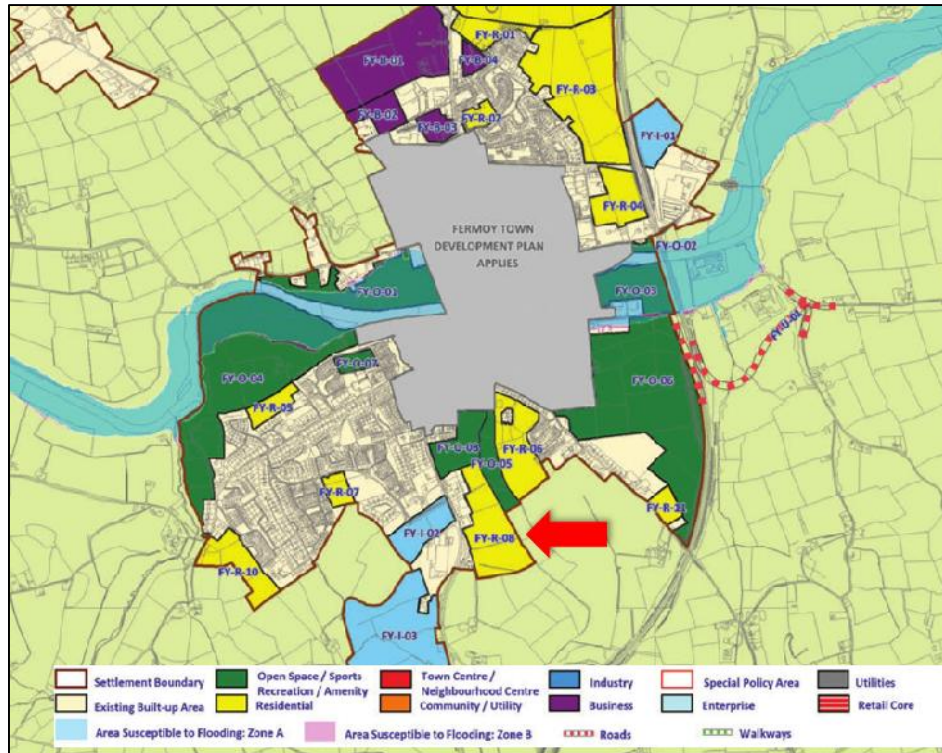 FY-R-01
FY-B-01
FY-B-04
FY-R-03
FY-B-02
FY-B-03
FY-R-02
FY-I-01
FY-R-04
FERMOY TOWN
DEVELOPMENT PLAN
APPLIES
FY-O-02
FY-O-01
FY-O-03
FY-U-01
FY-O-04
FY-O-07
FY-O-06
FY-R-05
FY-R-06
FY-O-05
FY-R-07
FY-R-11
FY-I-02
FY-R-08
FY-R-10
FY-I-03
Settlement Boundary
Open Space / Sports
Recreation / Amenity
Town Centre /
Neighbourhood Centre
Industry
Special Policy Area
Utilities
Existing Built-up Area
Residential
Community / Utility
Business
Enterprise
Retail Core
Area Susceptible to Flooding: Zone A
Area Susceptible to Flooding: Zone B
Roads
Walkways